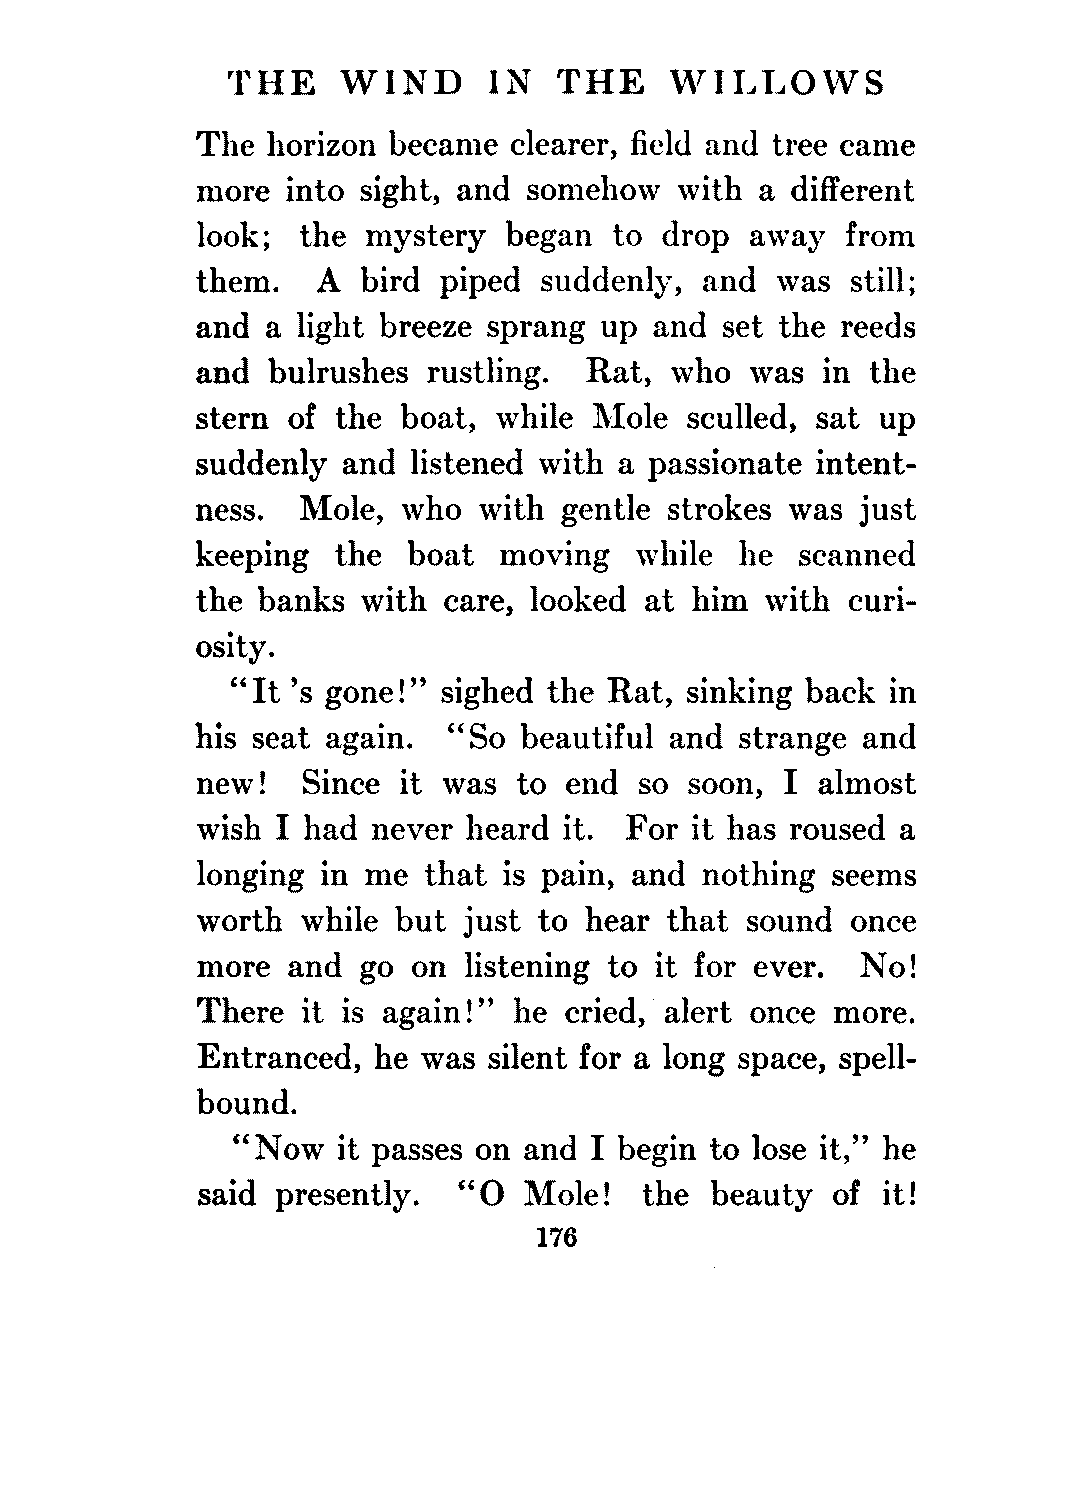 THE WIND IN THE WILLOWS
The horizon became clearer, field and tree came
more into sight, and somehow with a different
look; the mystery began to drop away from
them. A bird piped suddenly, and was still;
and a light breeze sprang up and set the reeds
and bulrushes rustling. Rat, who was in the
stern of the boat, while Mole sculled, sat up
suddenly and listened with a passionate intent-
ness. Mole, who with gentle strokes was just
keeping the boat moving while he scanned
the banks with care, looked at him with curi-
osity.
“It 's gone!” sighed the Rat, sinking back in
his seat again. “So beautiful and strange and
new! Since it was to end so soon, I almost
wish I had never heard it. For it has roused a
longing in me that is pain, and nothing seems
worth while but just to hear that sound once
more and go on listening to it for ever. No!
There it is again!” he cried, alert once more.
Entranced, he was silent for a long space, spell-
bound.
“Now it passes on and I begin to lose it,” he
said presently. “O Mole! the beauty of it!
176